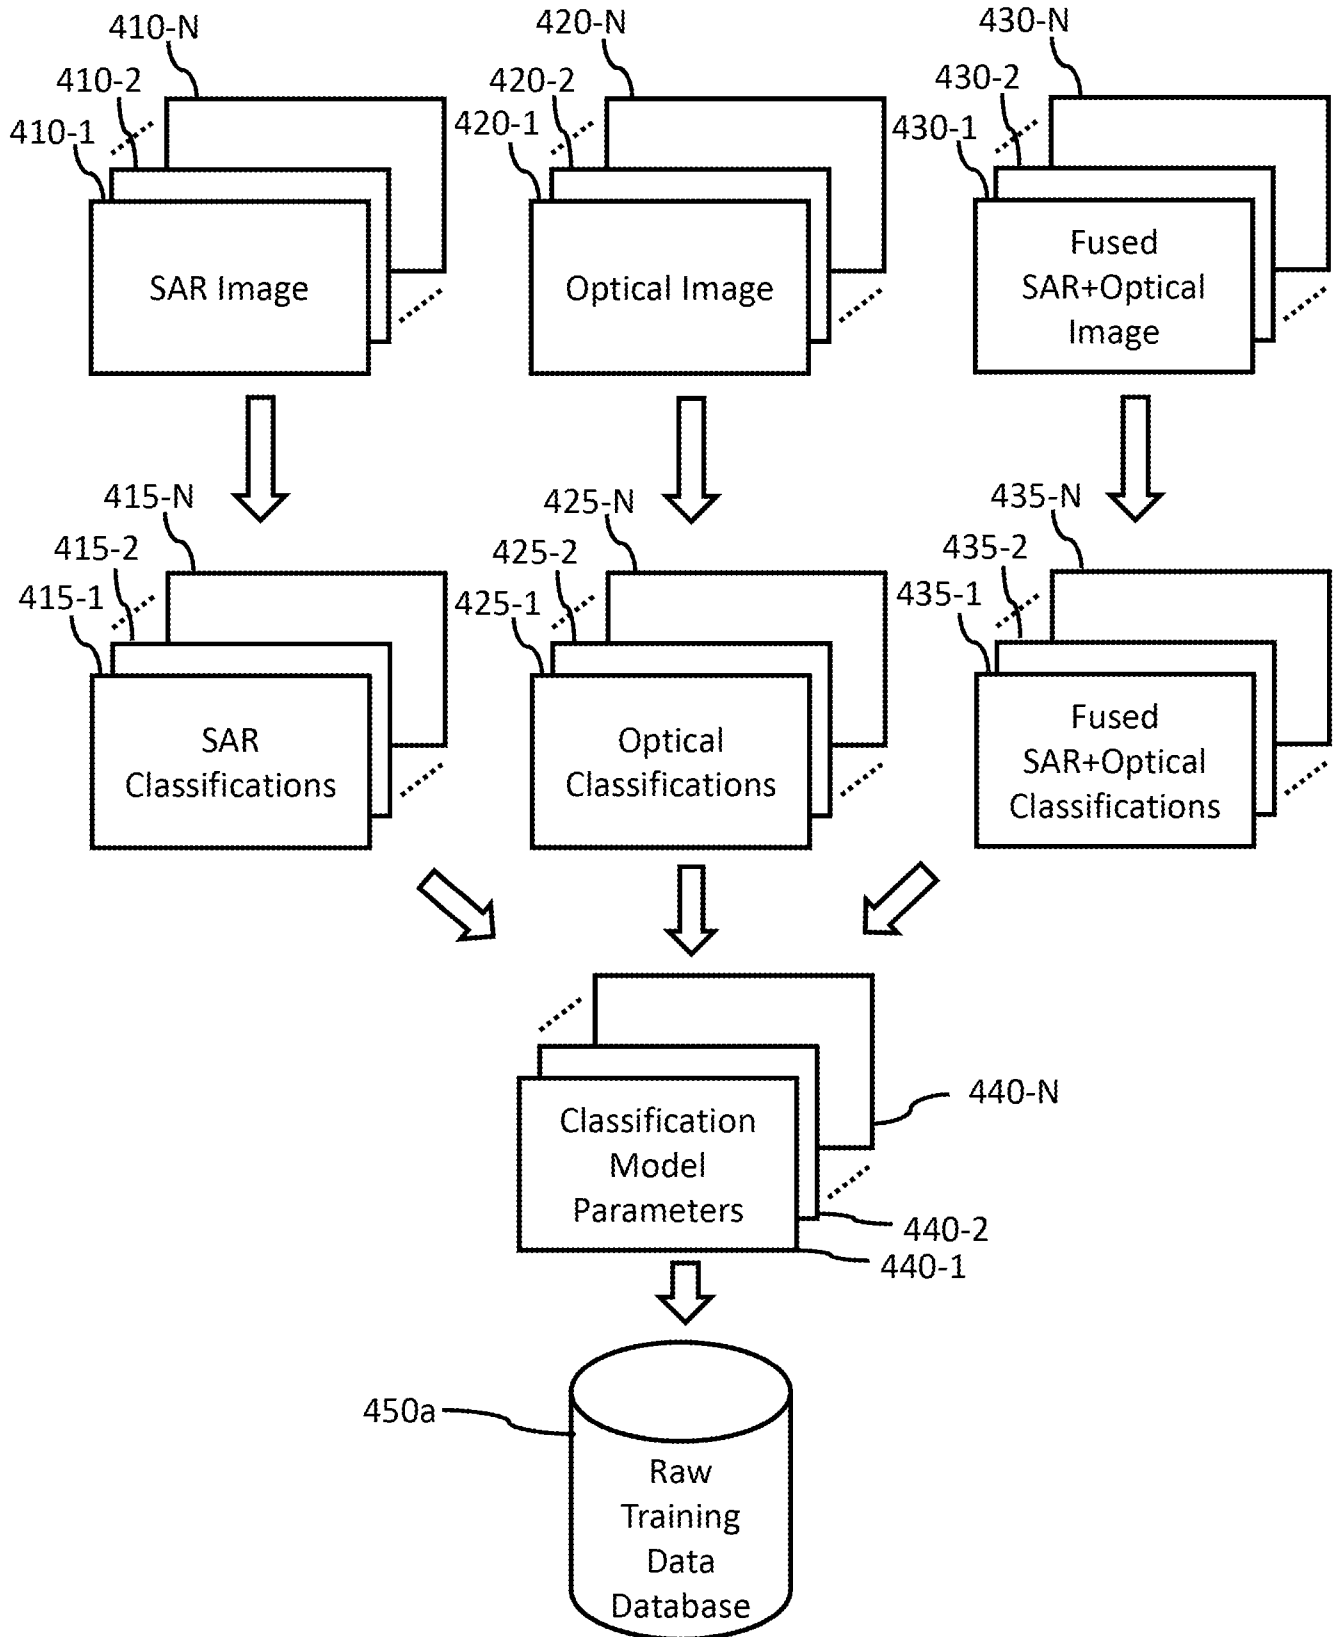 410-N
420-N
430-N
410-2
420-2
430-2
410-1
420-1
430-1
SAR Image
Optical Image
Fused
SAR+Optical
Image
415-N
425-N
435-N
415-2
425-2
435-2
415-1
425-1
435-1
SAR
Classifications
Optical
Classifications
Fused
SAR+Optical
Classifications
440-N
Classification
Model
Parameters
440-2
440-1
450a
Raw
Training
Data
Database